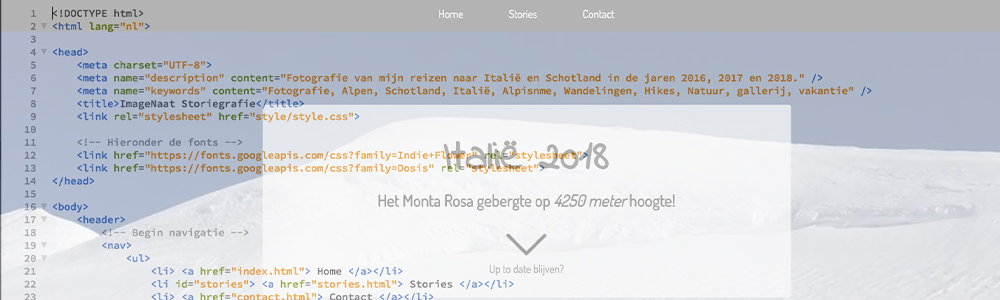 Home Stories Contact
1 <!DOCTYPE html>
2 <html lang="nl">
3
4 <head>
5 <meta charset="UTF-8">
6 <meta name="description" content="Fotografie van mijn reizen naar Italië en Schotland in de jaren 2016, 2017 en 2018." />
7 <meta name="keywords" content="Fotografie, Alpen, Schotland, Italië, Alpisnme, Wandelingen, Hikes, Natuur, gallerij, vakantie" />
8 <title>ImageNaat Storiegrafie</title>
9 <link rel="stylesheet" href="style/style.css">
10
11 <!-- Hieronder de fonts -->
12 <link href="https://fonts.googleapis.com/css?family=Indie+Flower" rel="stylesheet">
13 <link href="https://fonts.googleapis.com/css?family=Dosis" rel="stylesheet">
14 </head>
15
16 <body>
17 <header>
18 <!-- Begin navigatie -->
19 <nav>
20 <ul>
21 <li> <a href="index.html"> Home </a></li>
22 <li id="stories"> <a href="stories.html"> Stories </a></li>
23 <li> <a href="contact.html"> Contact </a></li>
Italië 2018
Het Monta Rosa gebergte op 4250 meter hoogte!
Up to date blijven?